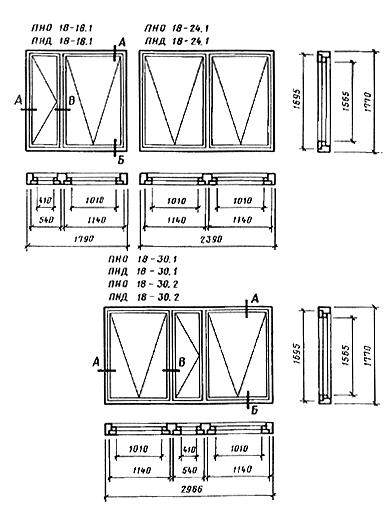 ПНО 18-18.1
ПНД 18-18.1
ПНО 18-24.1
ПНД 18-24.1
А
А
В
Б
410
1010
540
1140
1790
1010
1010
1140
1140
2390
1695
1565
1770
ПНО 18-30.1
ПНД 18-30.1
ПНО 18-30.2
ПНД 18-30.2
А
А
В
Б
1010
410
1010
1140
540
1140
2966
1695
1565
1770